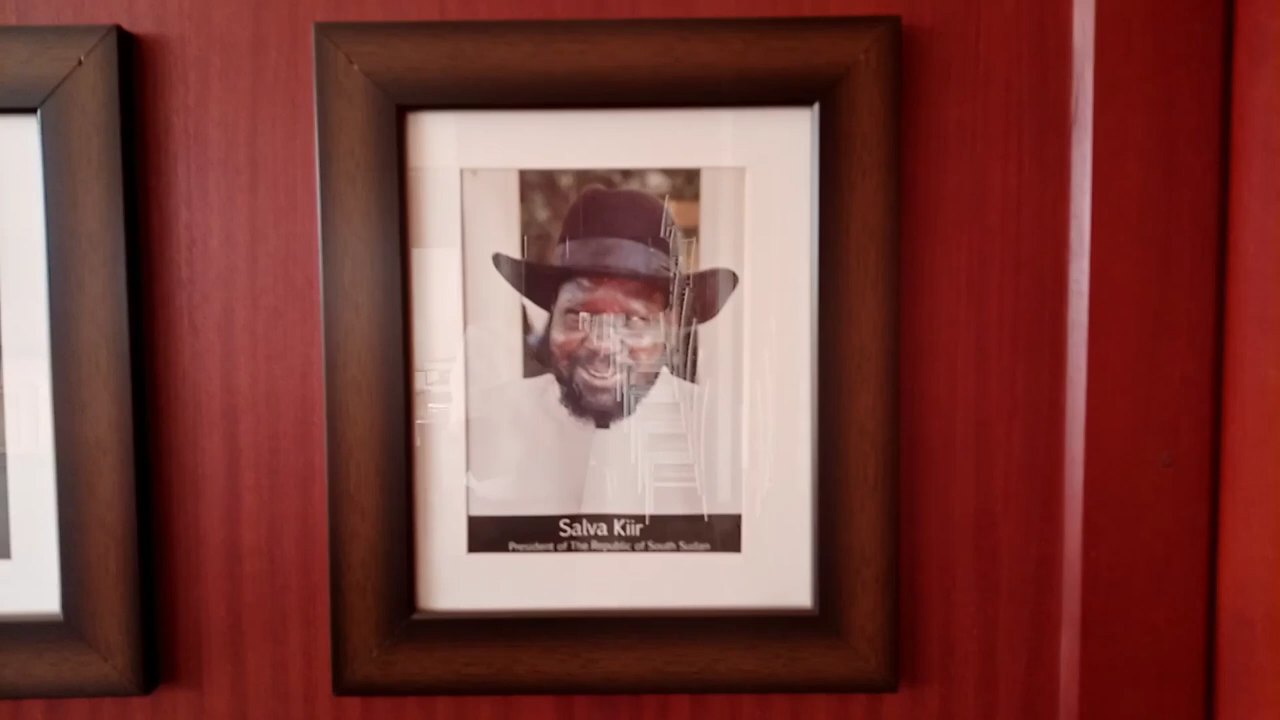 Salva Kiir
President of The Republic of South Sudan